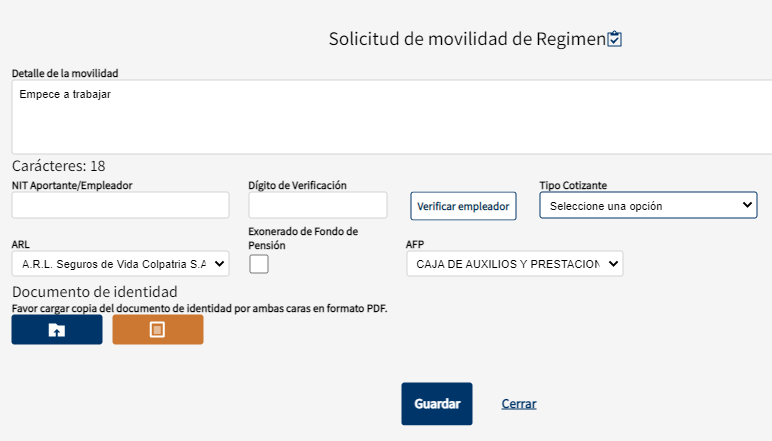 Solicitud de movilidad de Regimen
Detalle de la movilidad
Empece a trabajar
Carácteres: 18
NIT Aportante/Empleador
Dígito de Verificación
Verificar empleador
Tipo Cotizante
Seleccione una opción
ARL
A.R.L. Seguros de Vida Colpatria S.A
Exonerado de Fondo de
Pensión
AFP
CAJA DE AUXILIOS Y PRESTACION
Documento de identidad
Favor cargar copia del documento de identidad por ambas caras en formato PDF.
Guardar
Cerrar